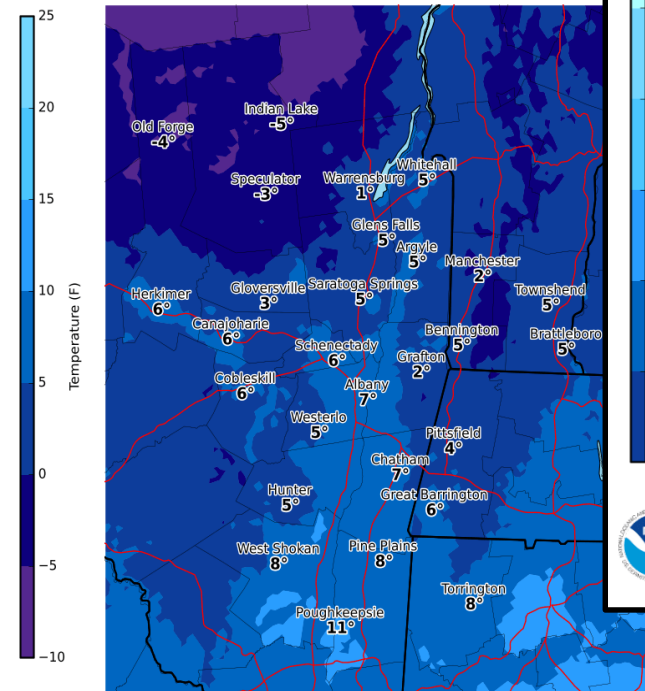 25
20
15
10
5
0
−5
−10
Temperature (F)
Indian Lake
-5°
Old Forge
-4°
Whitehall
5°
Speculator
-3°
Warrensburg
1°
Glens Falls
5°
Argyle
5°
Manchester
2°
Herkimer
6°
Gloversville
3°
Saratoga Springs
5°
Townshend
5°
Canajoharie
6°
Schenectady
6°
Bennington
5°
Brattleboro
5°
Grafton
2°
Cobleskill
6°
Albany
7°
Westerlo
5°
Pittsfield
4°
Chatham
7°
Hunter
5°
Great Barrington
6°
West Shokan
8°
Pine Plains
8°
Torrington
8°
Poughkeepsie
11°